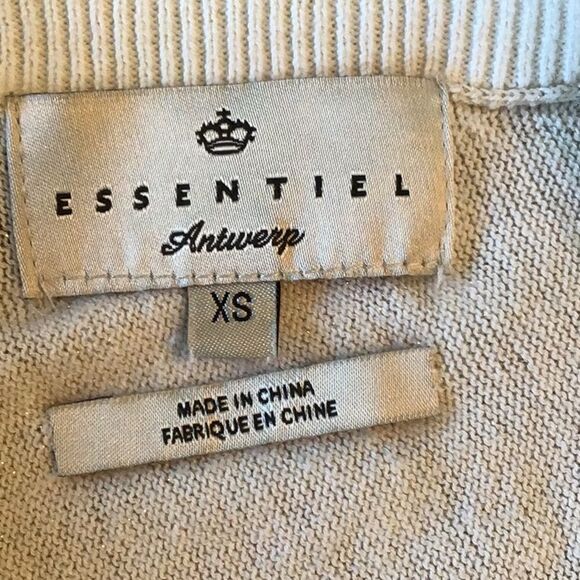 ESSENTIEL
Antwerp
XS
MADE IN CHINA
FABRIQUE EN CHINE